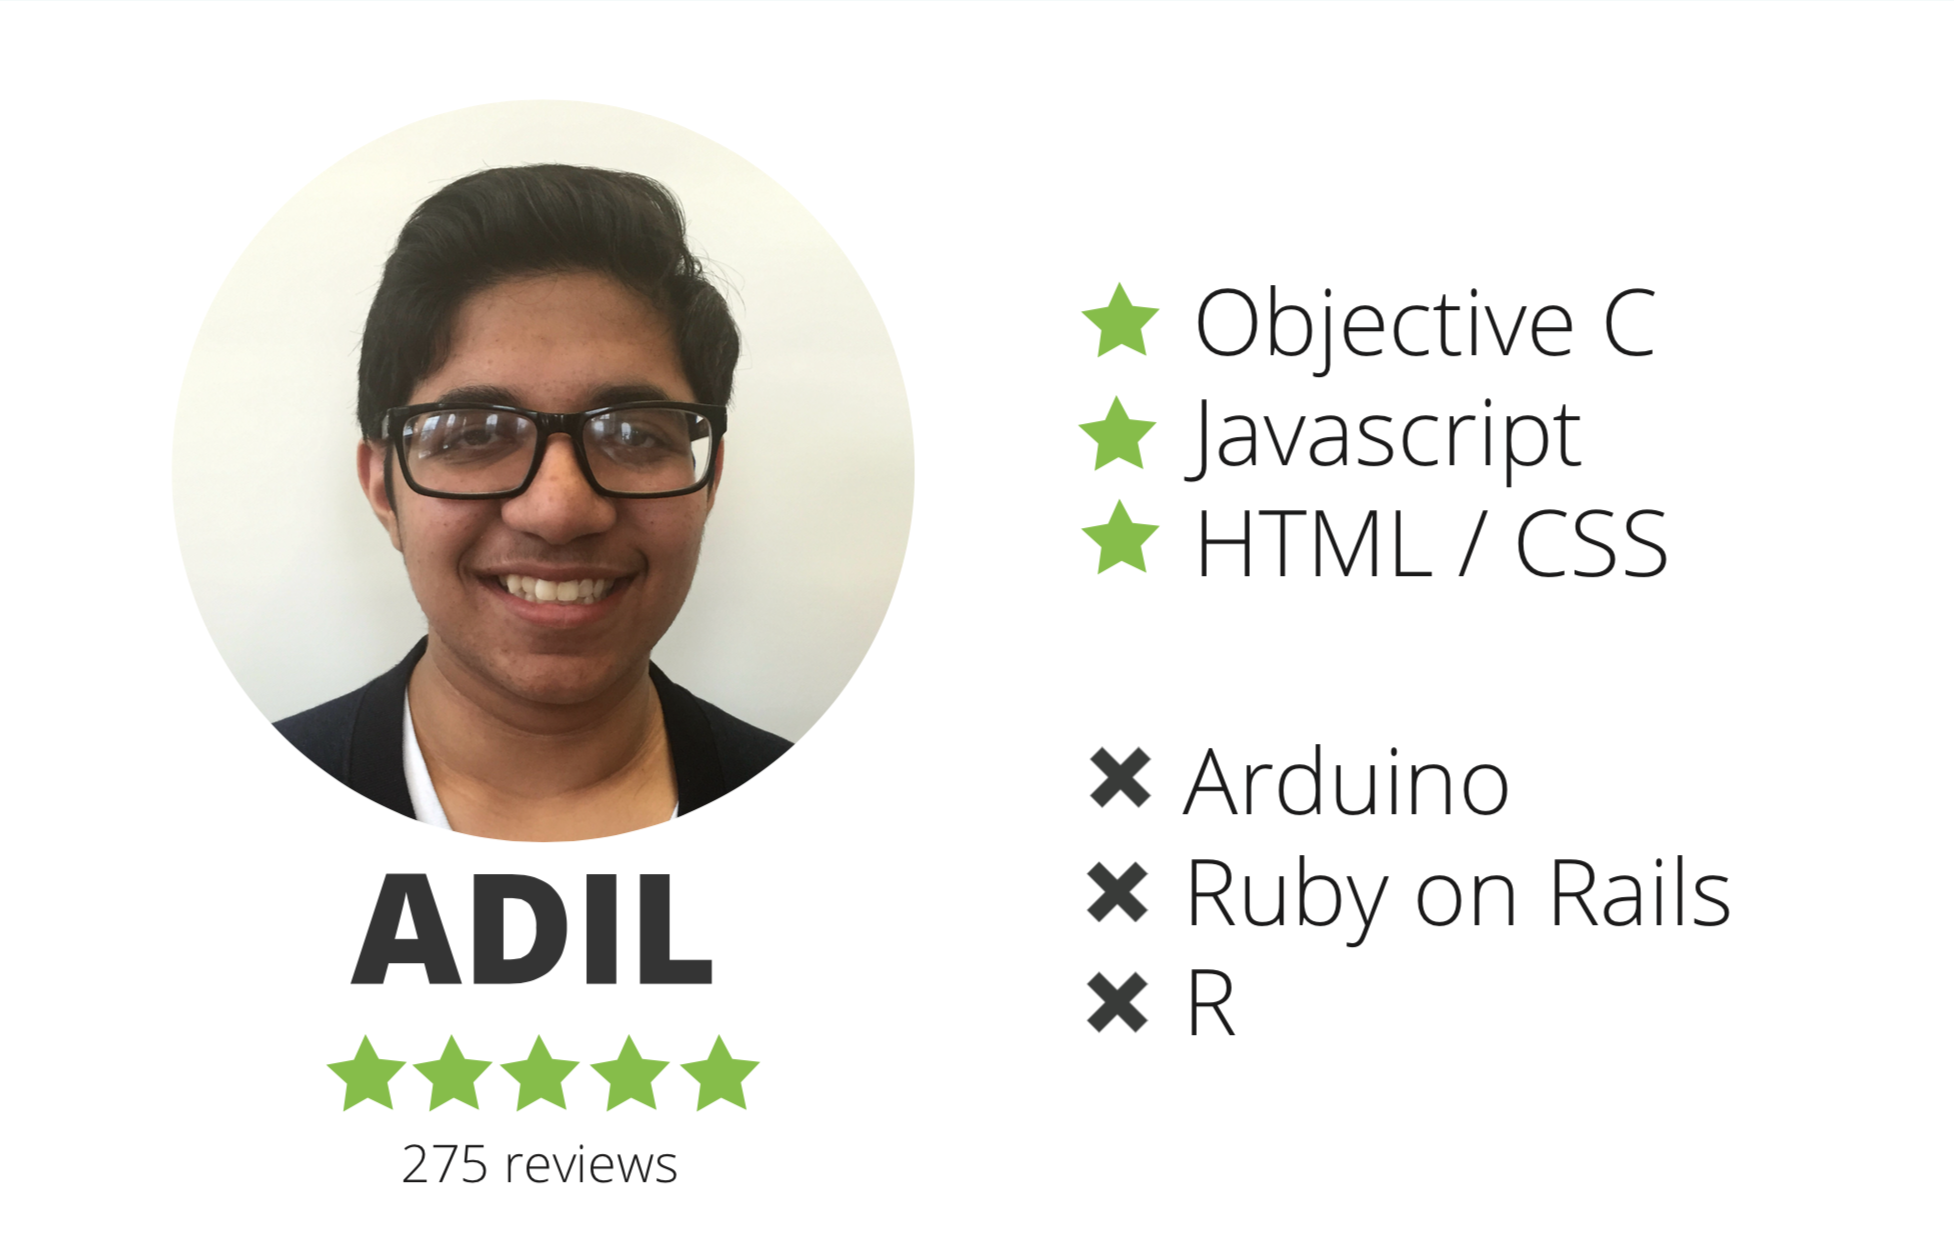 ADIL
275 reviews
Objective C
Javascript
HTML / CSS
Arduino
Ruby on Rails
R